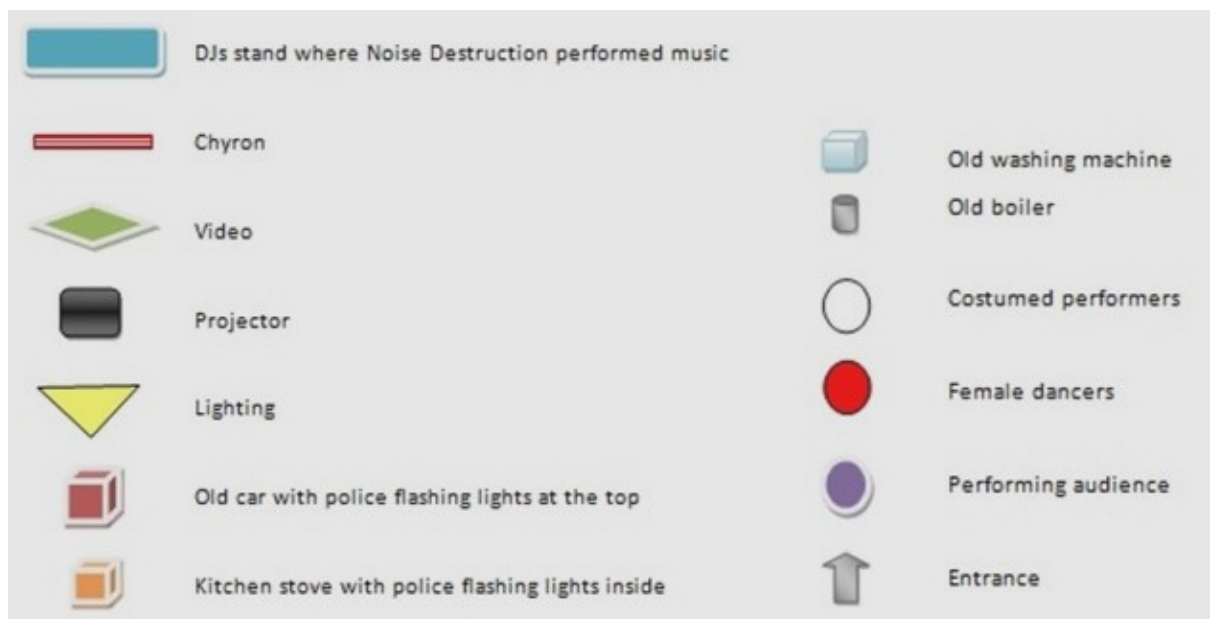 DJs stand where Noise Destruction performed music
Chyron
Video
Projector
Lighting
Old car with police flashing lights at the top
Kitchen stove with police flashing lights inside
Old washing machine
Old boiler
Costumed performers
Female dancers
Performing audience
Entrance